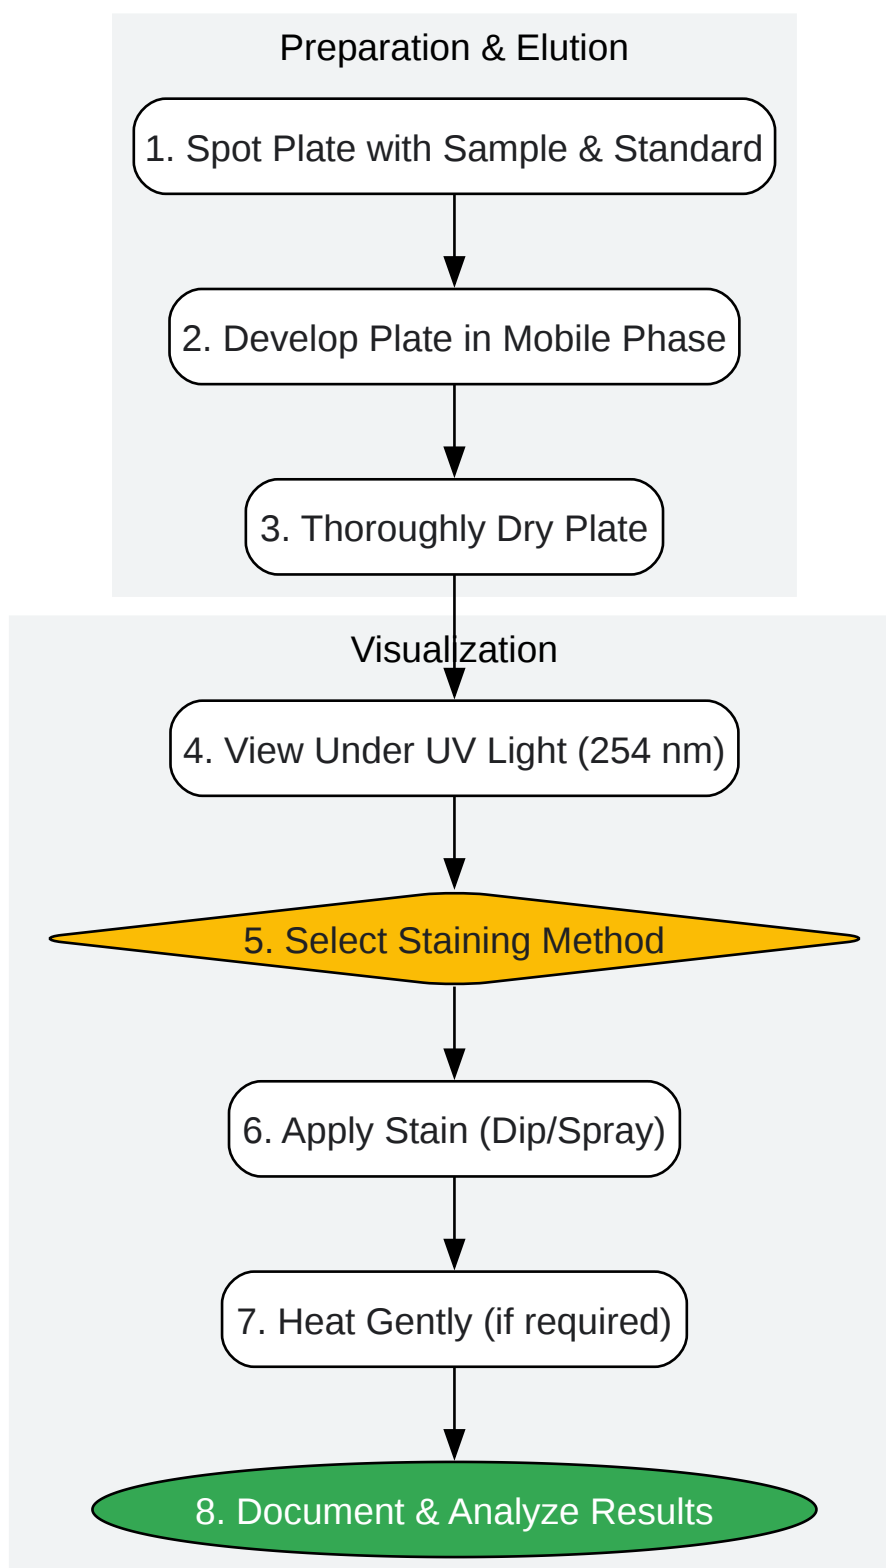 Preparation & Elution
1. Spot Plate with Sample & Standard
2. Develop Plate in Mobile Phase
3. Thoroughly Dry Plate
Visualization
4. View Under UV Light (254 nm)
5. Select Staining Method
6. Apply Stain (Dip/Spray)
7. Heat Gently (if required)
8. Document & Analyze Results